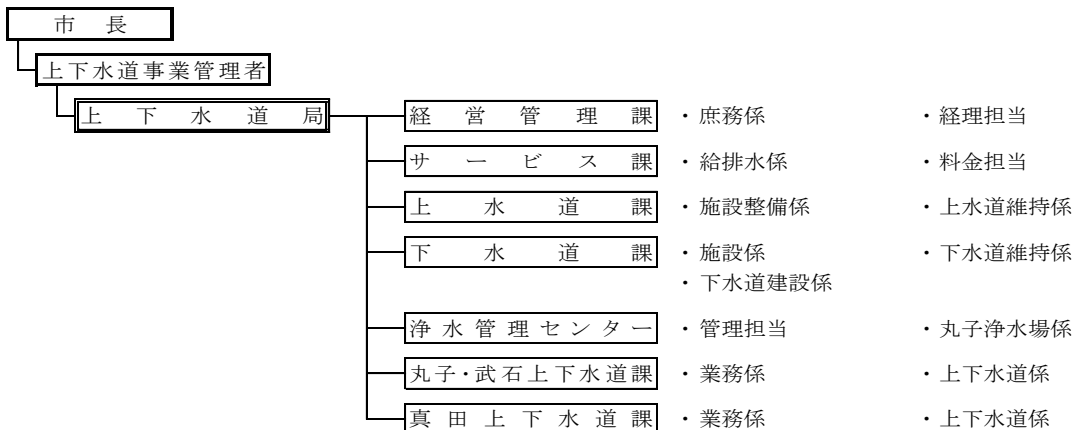 市長
上下水道事業管理者
上下水道局
経営管理課 ・庶務係 ・経理担当
サービス課 ・給排水係 ・料金担当
上水道課 ・施設整備係 ・上水道維持係
下水道課 ・施設係 ・下水道維持係
・下水道建設係
浄水管理センター ・管理担当 ・丸子浄水場係
丸子・武石上下水道課 ・業務係 ・上下水道係
真田上下水道課 ・業務係 ・上下水道係